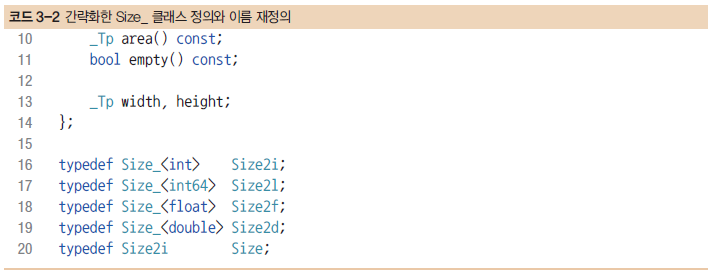 코드 3-2 간략화한 Size_ 클래스 정의와 이름 재정의
10 _Tp area() const;
11 bool empty() const;
12
13 _Tp width, height;
14 };
15
16 typedef Size_<int> Size2i;
17 typedef Size_<int64> Size2l;
18 typedef Size_<float> Size2f;
19 typedef Size_<double> Size2d;
20 typedef Size2i Size;